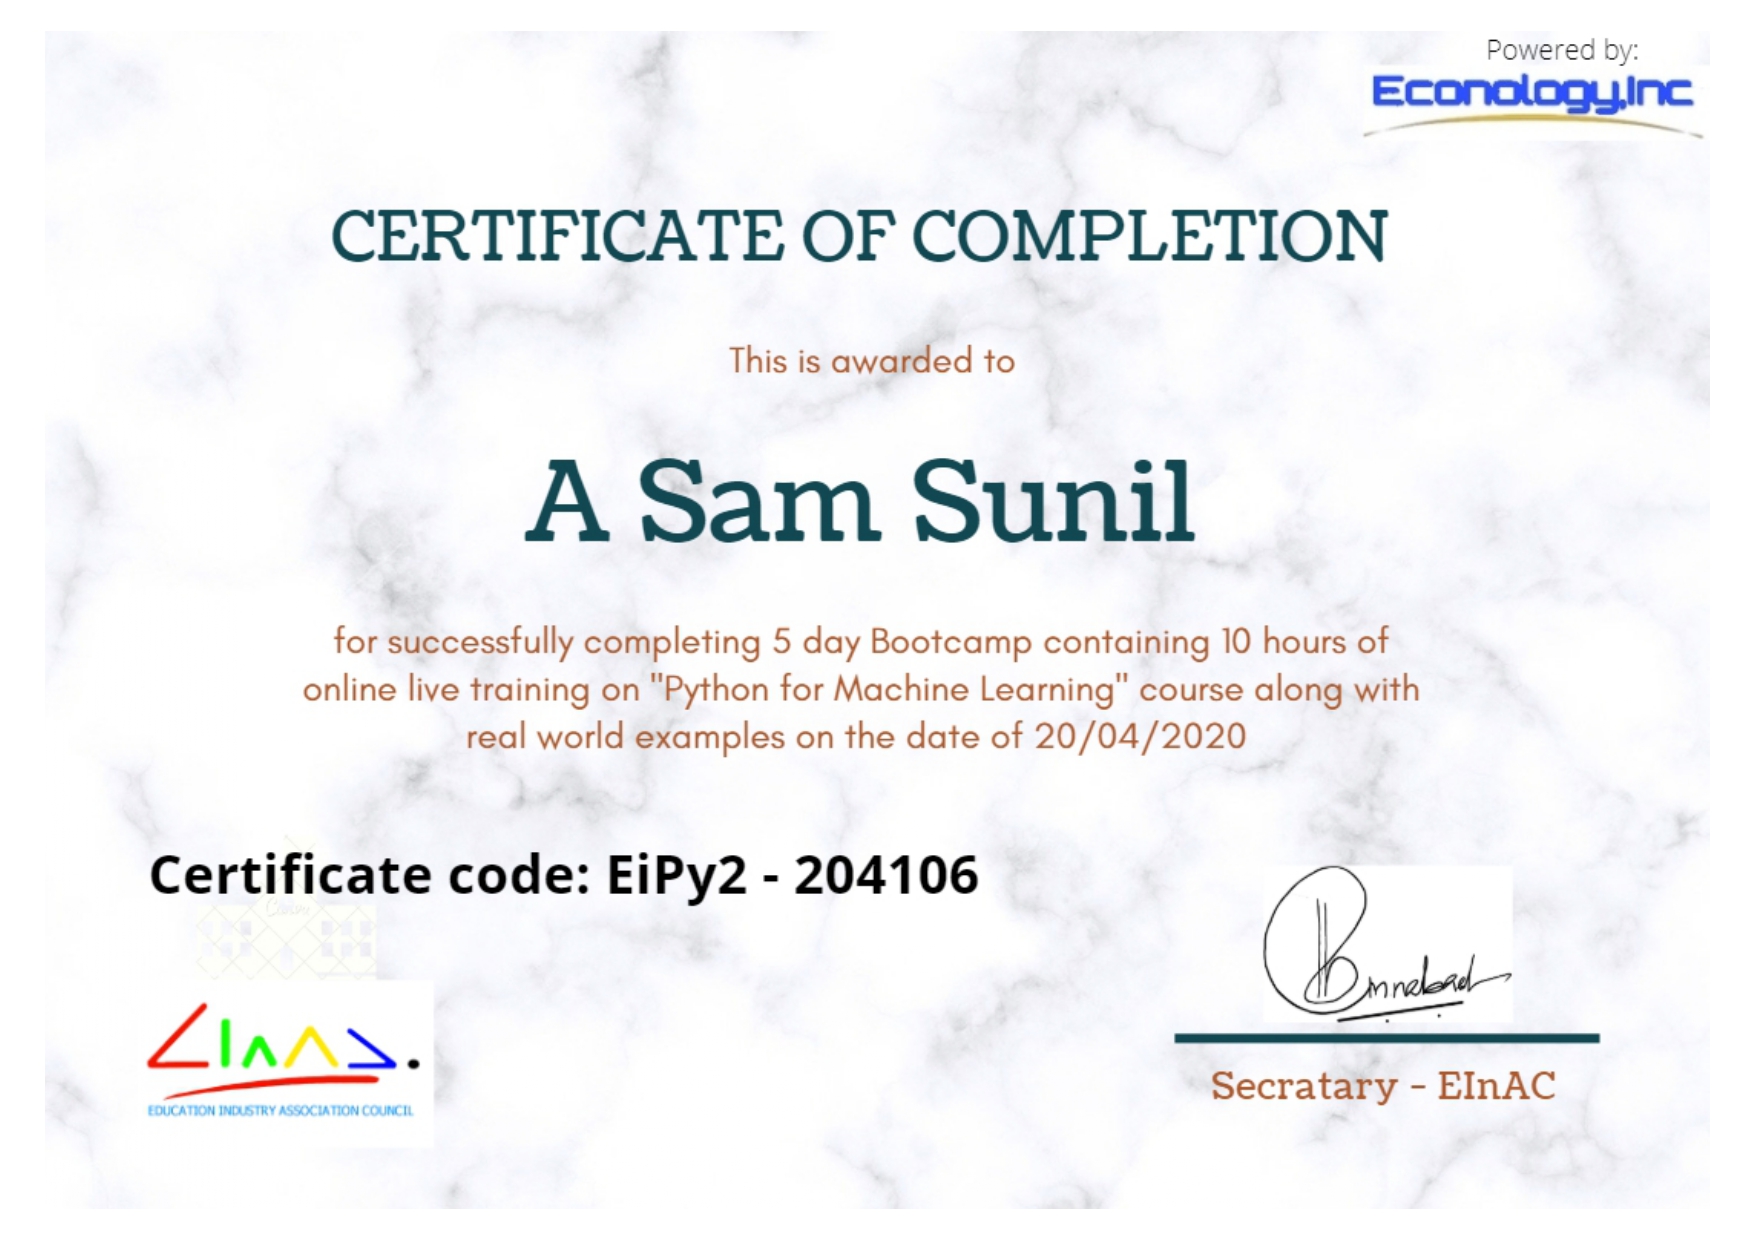 Powered by:
Econology,Inc
CERTIFICATE OF COMPLETION
This is awarded to
A Sam Sunil
for successfully completing 5 day Bootcamp containing 10 hours of
online live training on "Python for Machine Learning" course along with
real world examples on the date of 20/04/2020
Certificate code: EiPy2 - 204106
Canva
EDUCATION INDUSTRY ASSOCIATION COUNCIL
Secratary - EInAC